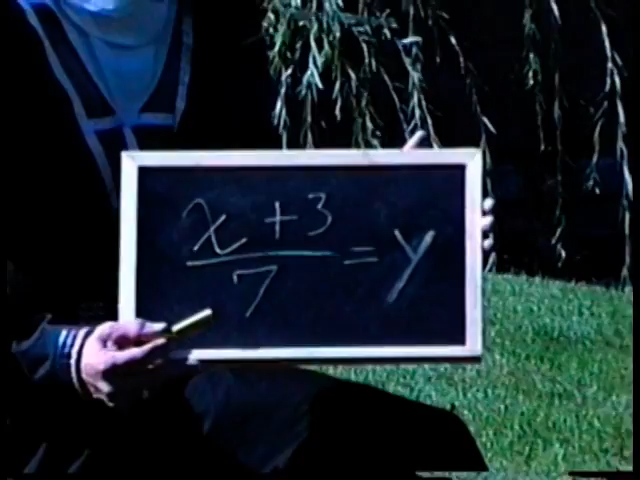 x + 3
7 = y